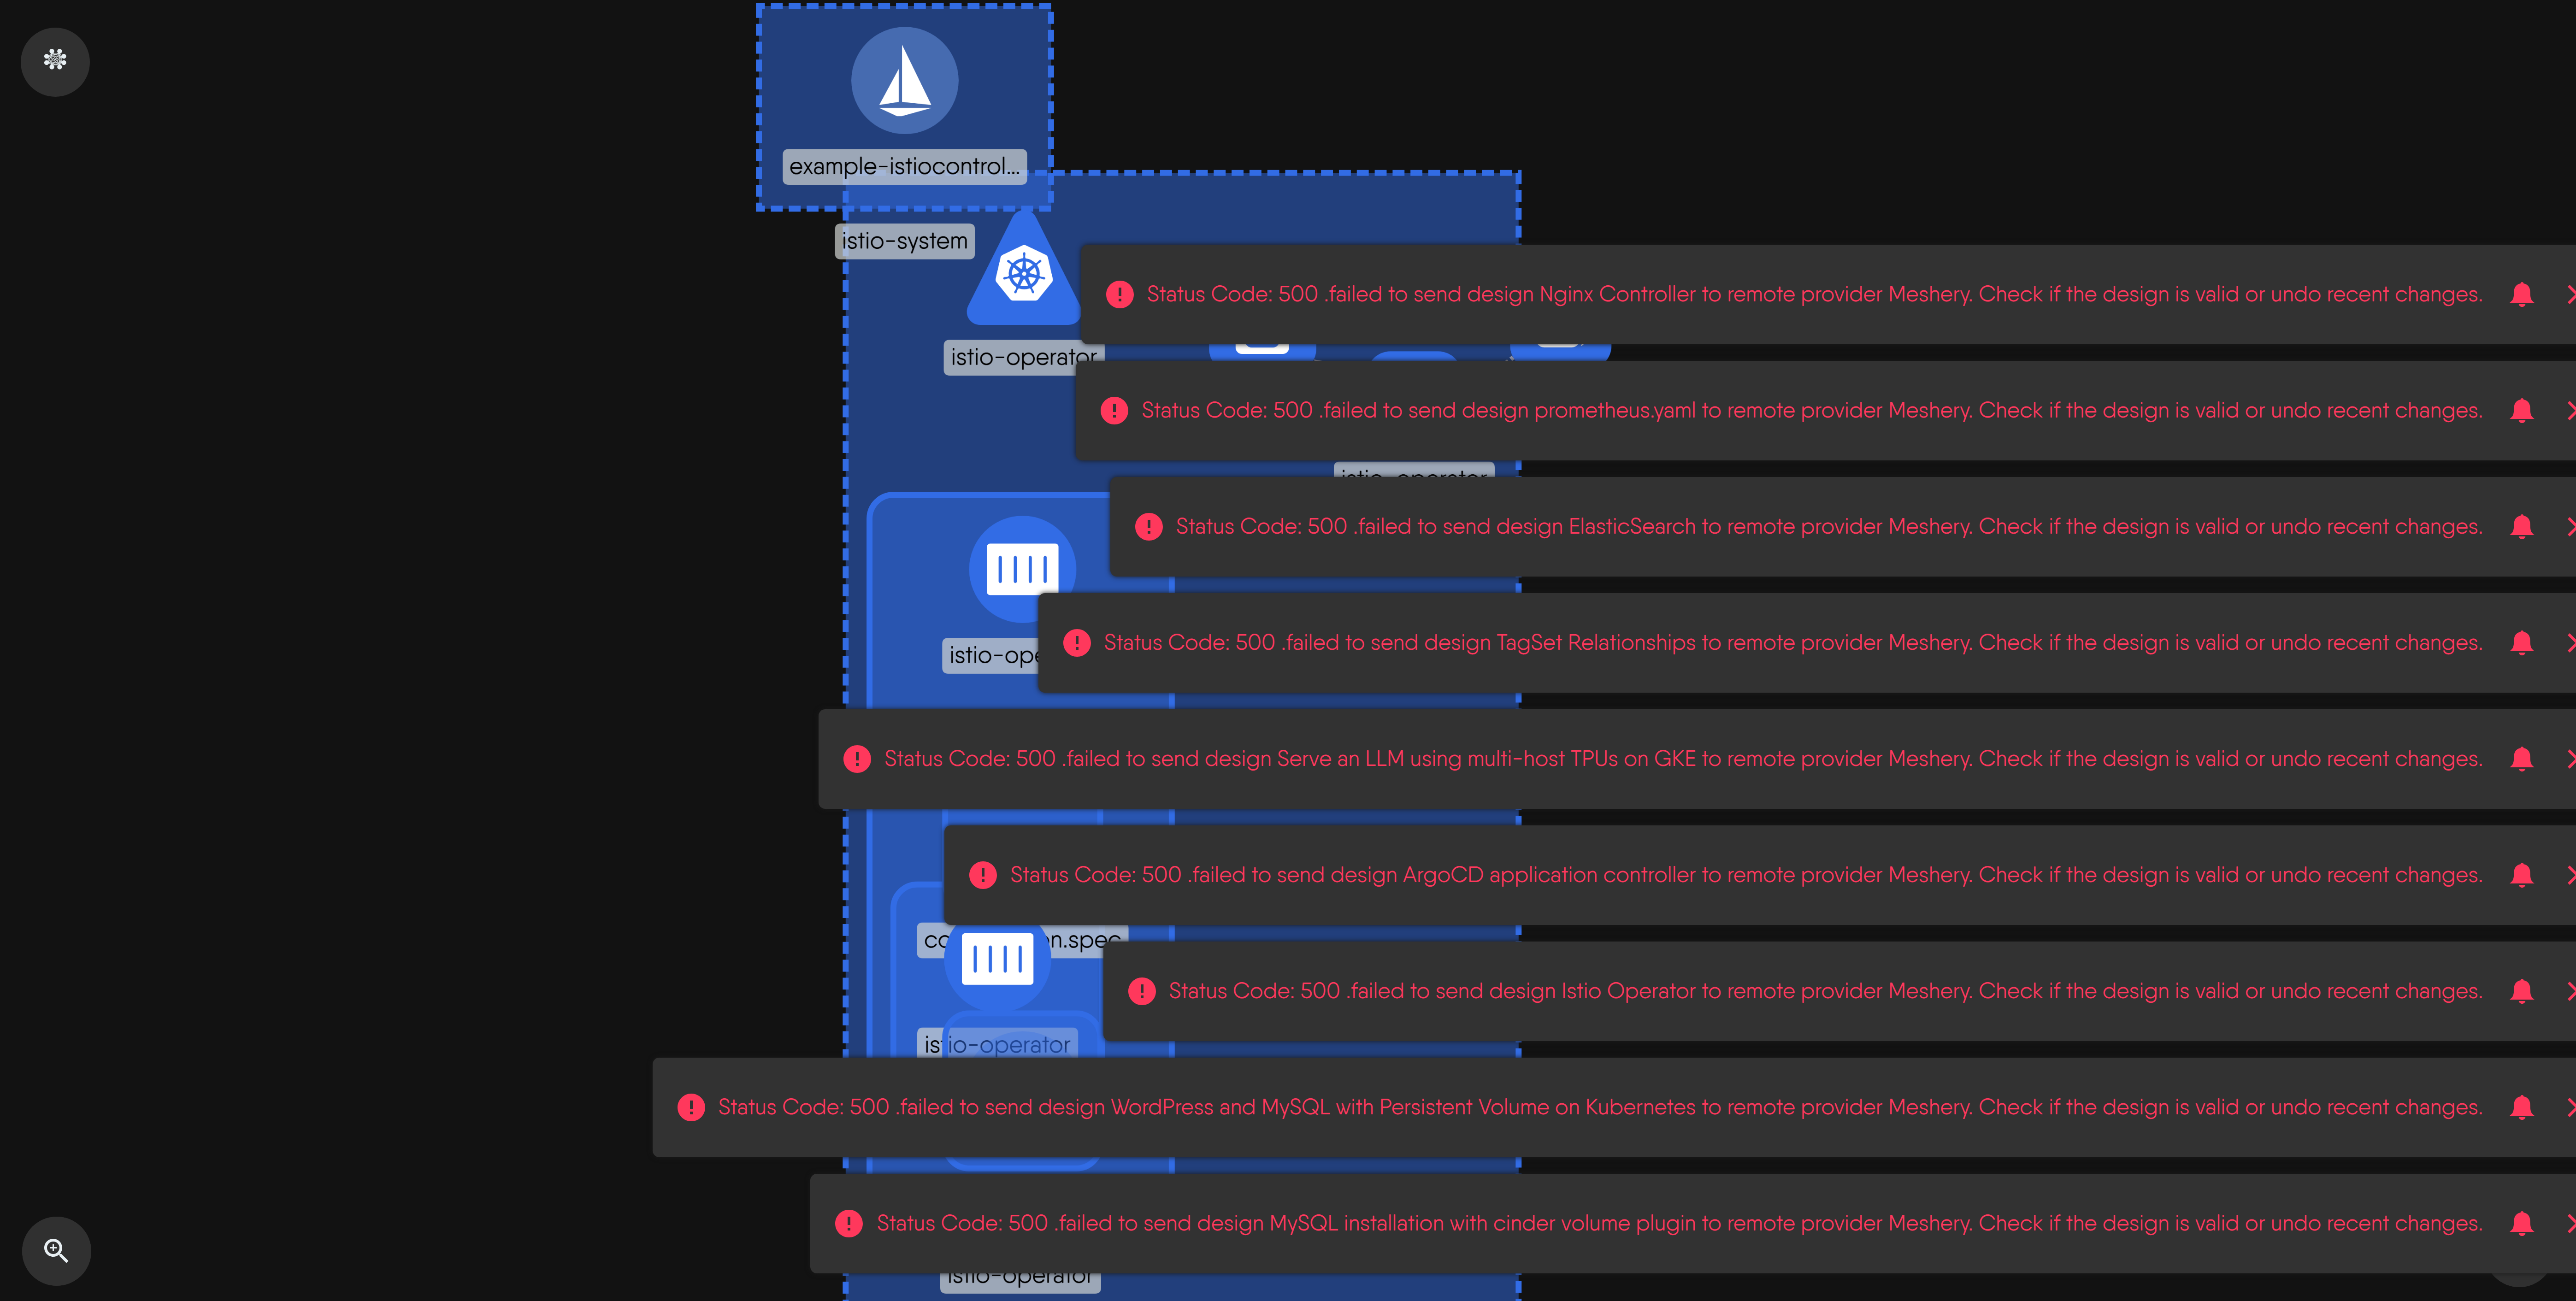 example-istiocontrol...
istio-system
Status Code: 500 .failed to send design Nginx Controller to remote provider Meshery. Check if the design is valid or undo recent changes.
istio-operator
Status Code: 500 .failed to send design prometheus.yaml to remote provider Meshery. Check if the design is valid or undo recent changes.
istio-operator
Status Code: 500 .failed to send design ElasticSearch to remote provider Meshery. Check if the design is valid or undo recent changes.
Status Code: 500 .failed to send design TagSet Relationships to remote provider Meshery. Check if the design is valid or undo recent changes.
istio-ope
Status Code: 500 .failed to send design Serve an LLM using multi-host TPUs on GKE to remote provider Meshery. Check if the design is valid or undo recent changes.
Status Code: 500 .failed to send design ArgoCD application controller to remote provider Meshery. Check if the design is valid or undo recent changes.
n.spec
Status Code: 500 .failed to send design Istio Operator to remote provider Meshery. Check if the design is valid or undo recent changes.
istio-operator
Status Code: 500 .failed to send design WordPress and MySQL with Persistent Volume on Kubernetes to remote provider Meshery. Check if the design is valid or undo recent changes.
Status Code: 500 .failed to send design MySQL installation with cinder volume plugin to remote provider Meshery. Check if the design is valid or undo recent changes.
istio-operator